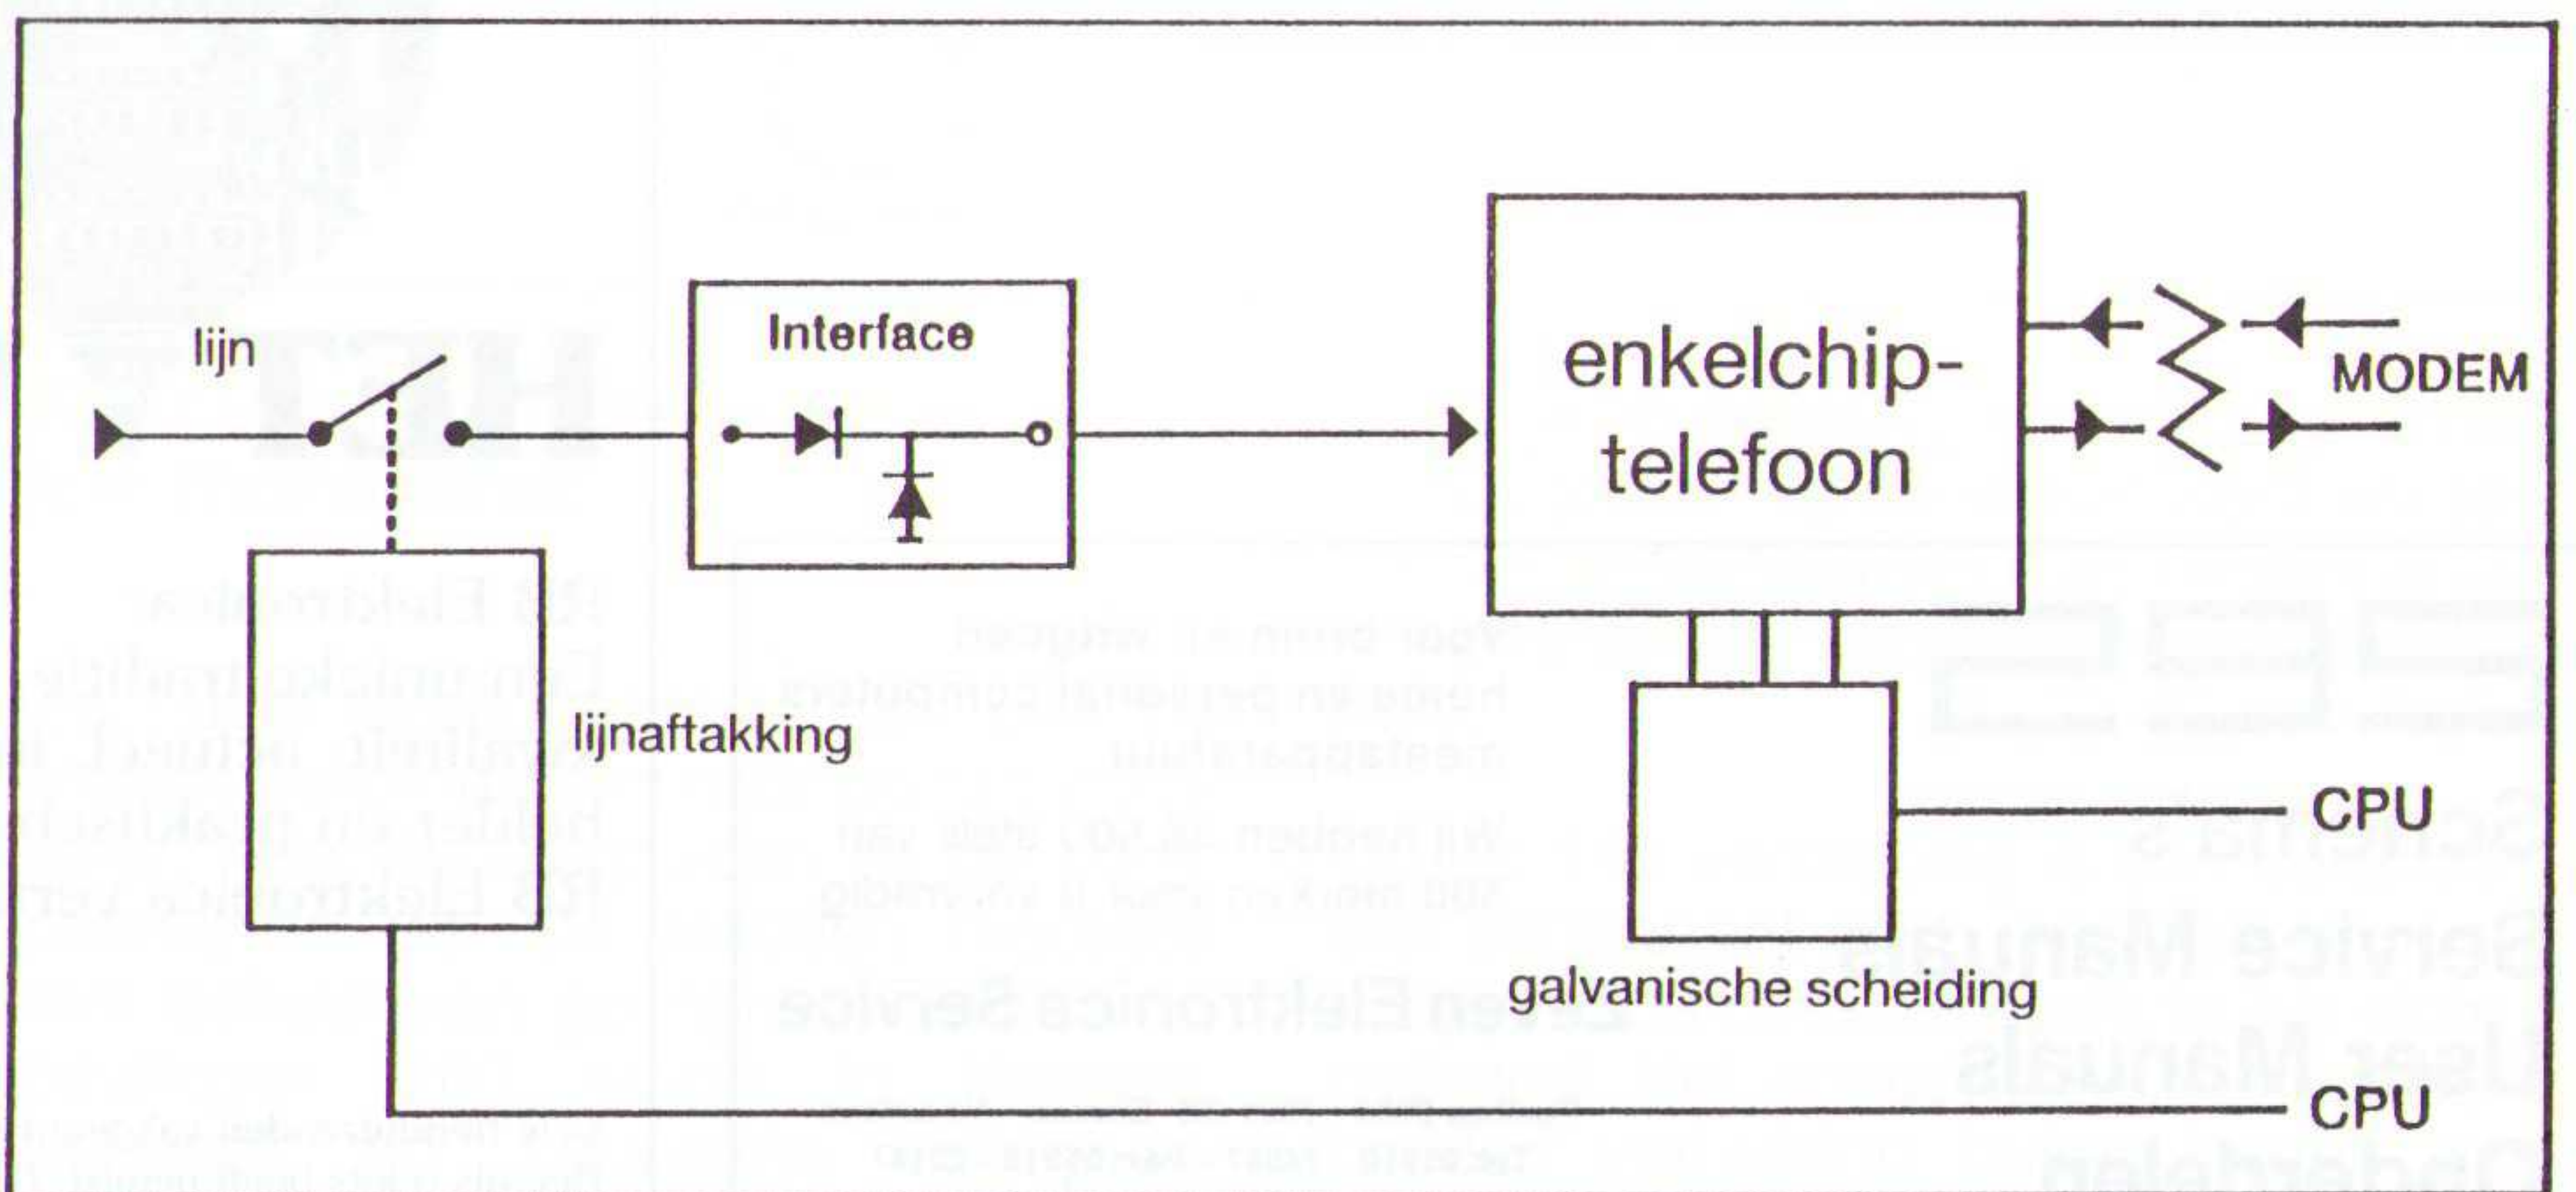 lijn
Interface
enkelchip-
telefoon
MODEM
lijnaftakking
CPU
galvanische scheiding
CPU